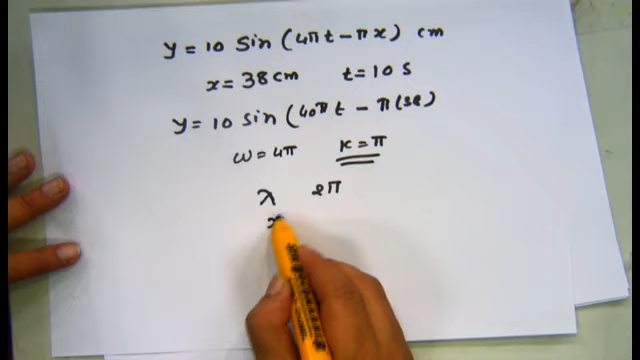 y = 10 sin (4πt − πx) cm
x = 38 cm t = 10 s
y = 10 sin (40π t − π(38)
ω = 4π K = π
λ 2π
x